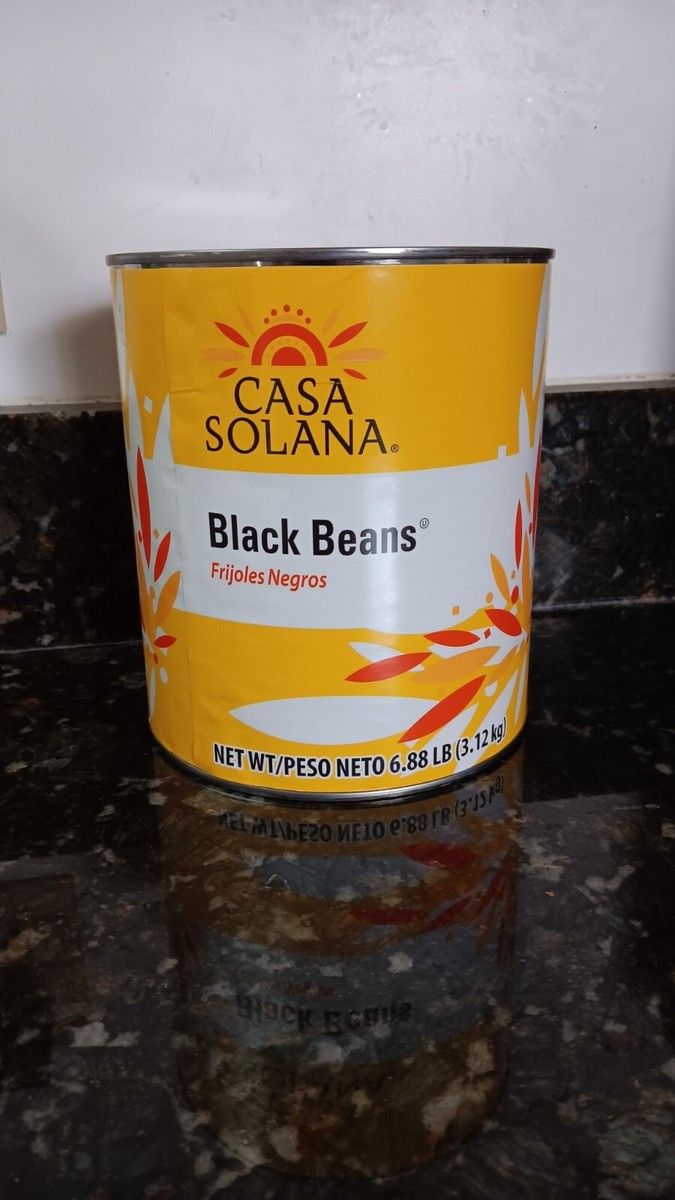 CASA
SOLANA®
Black Beans Ⓤ
Frijoles Negros
NET WT/PESO NETO 6.88 LB (3.12 kg)